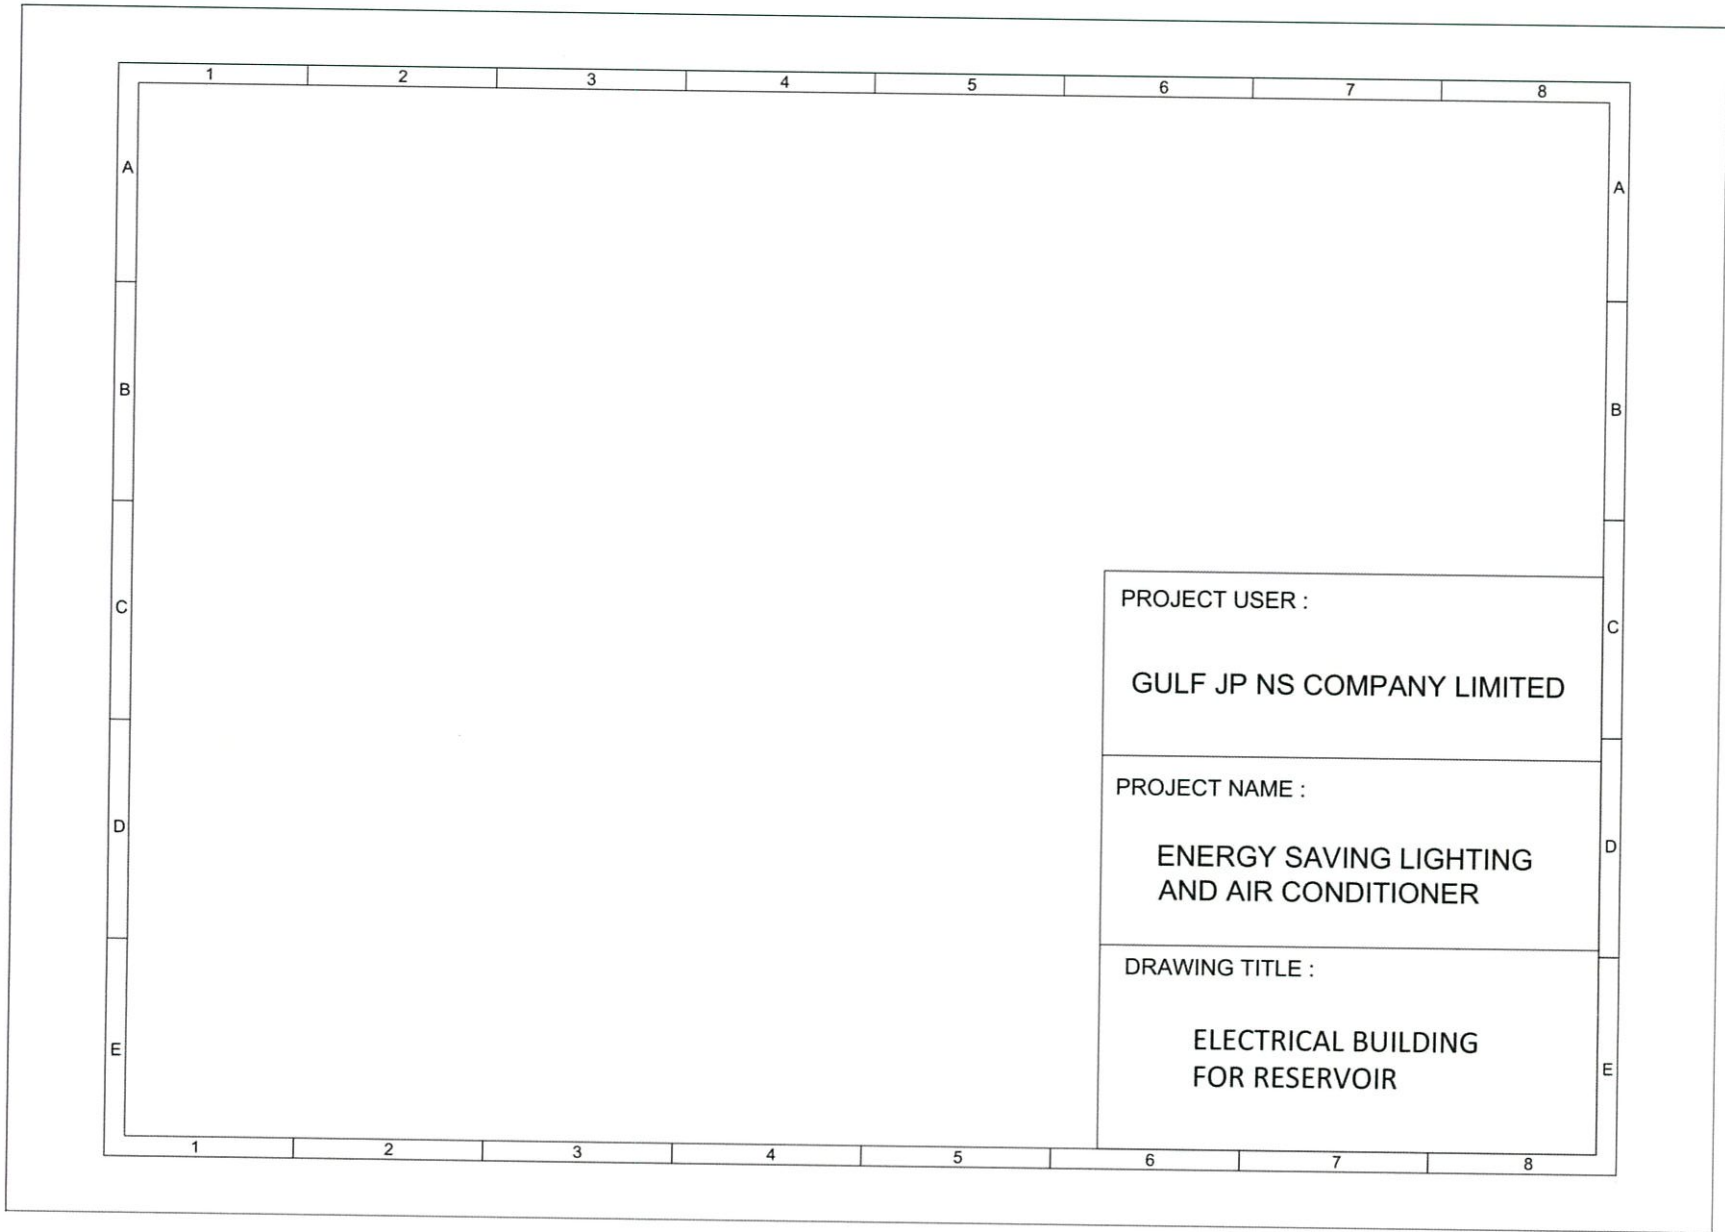 1 2 3 4 5 6 7 8
A A
B B
C C
PROJECT USER :
GULF JP NS COMPANY LIMITED
PROJECT NAME :
D D
ENERGY SAVING LIGHTING
AND AIR CONDITIONER
DRAWING TITLE :
ELECTRICAL BUILDING
FOR RESERVOIR
E E
1 2 3 4 5 6 7 8